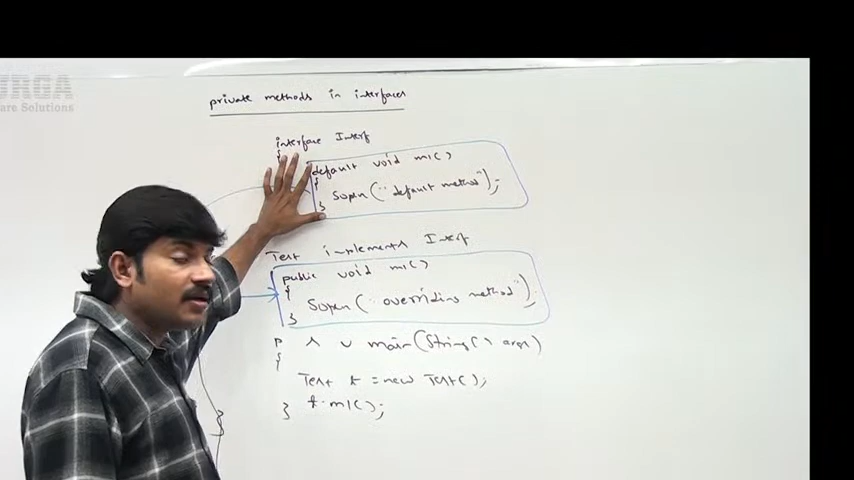 URGA
are Solutions
private methods in interfaces
interface Interf
{
default void m1()
{
Sopln("default method");
}
Test implements Interf
public void m1()
{
Sopln("overriding method");
}
P s v main(String[] args)
{
Test t = new Test();
t.m1();
}